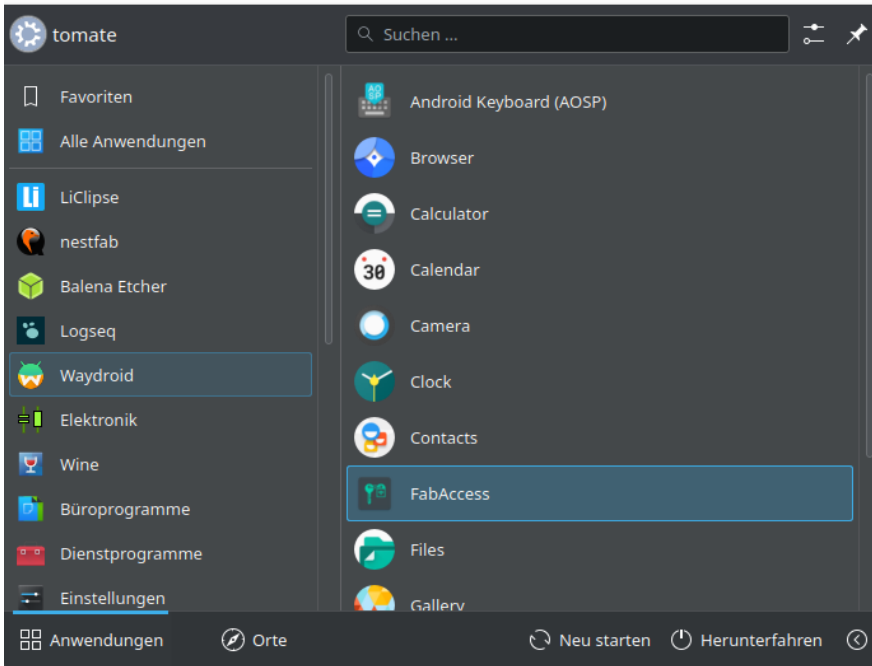 tomate
Suchen ...
Favoriten
Alle Anwendungen
LiClipse
nestfab
Balena Etcher
Logseq
Waydroid
Elektronik
Wine
Büroprogramme
Dienstprogramme
Einstellungen
Android Keyboard (AOSP)
Browser
Calculator
Calendar
Camera
Clock
Contacts
FabAccess
Files
Gallery
Anwendungen
Orte
Neu starten
Herunterfahren